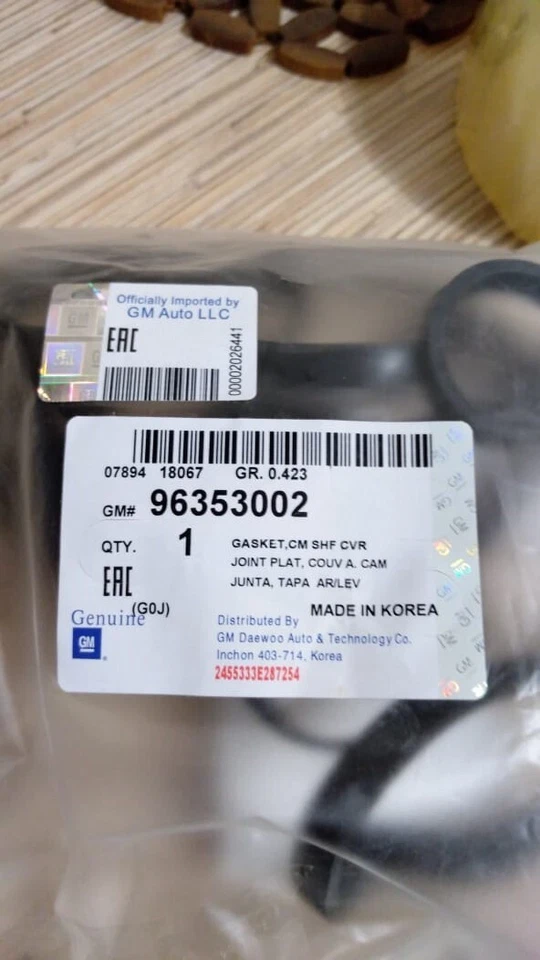 Officially Imported by
GM Auto LLC
EAC
00002026441
07894 18067 GR. 0.423
GM# 96353002
QTY. 1
GASKET,CM SHF CVR
JOINT PLAT, COUV A. CAM
JUNTA, TAPA AR/LEV
EAC
(G0J)
MADE IN KOREA
Genuine
GM
Distributed By
GM Daewoo Auto & Technology Co.
Inchon 403-714, Korea
2455333E287254